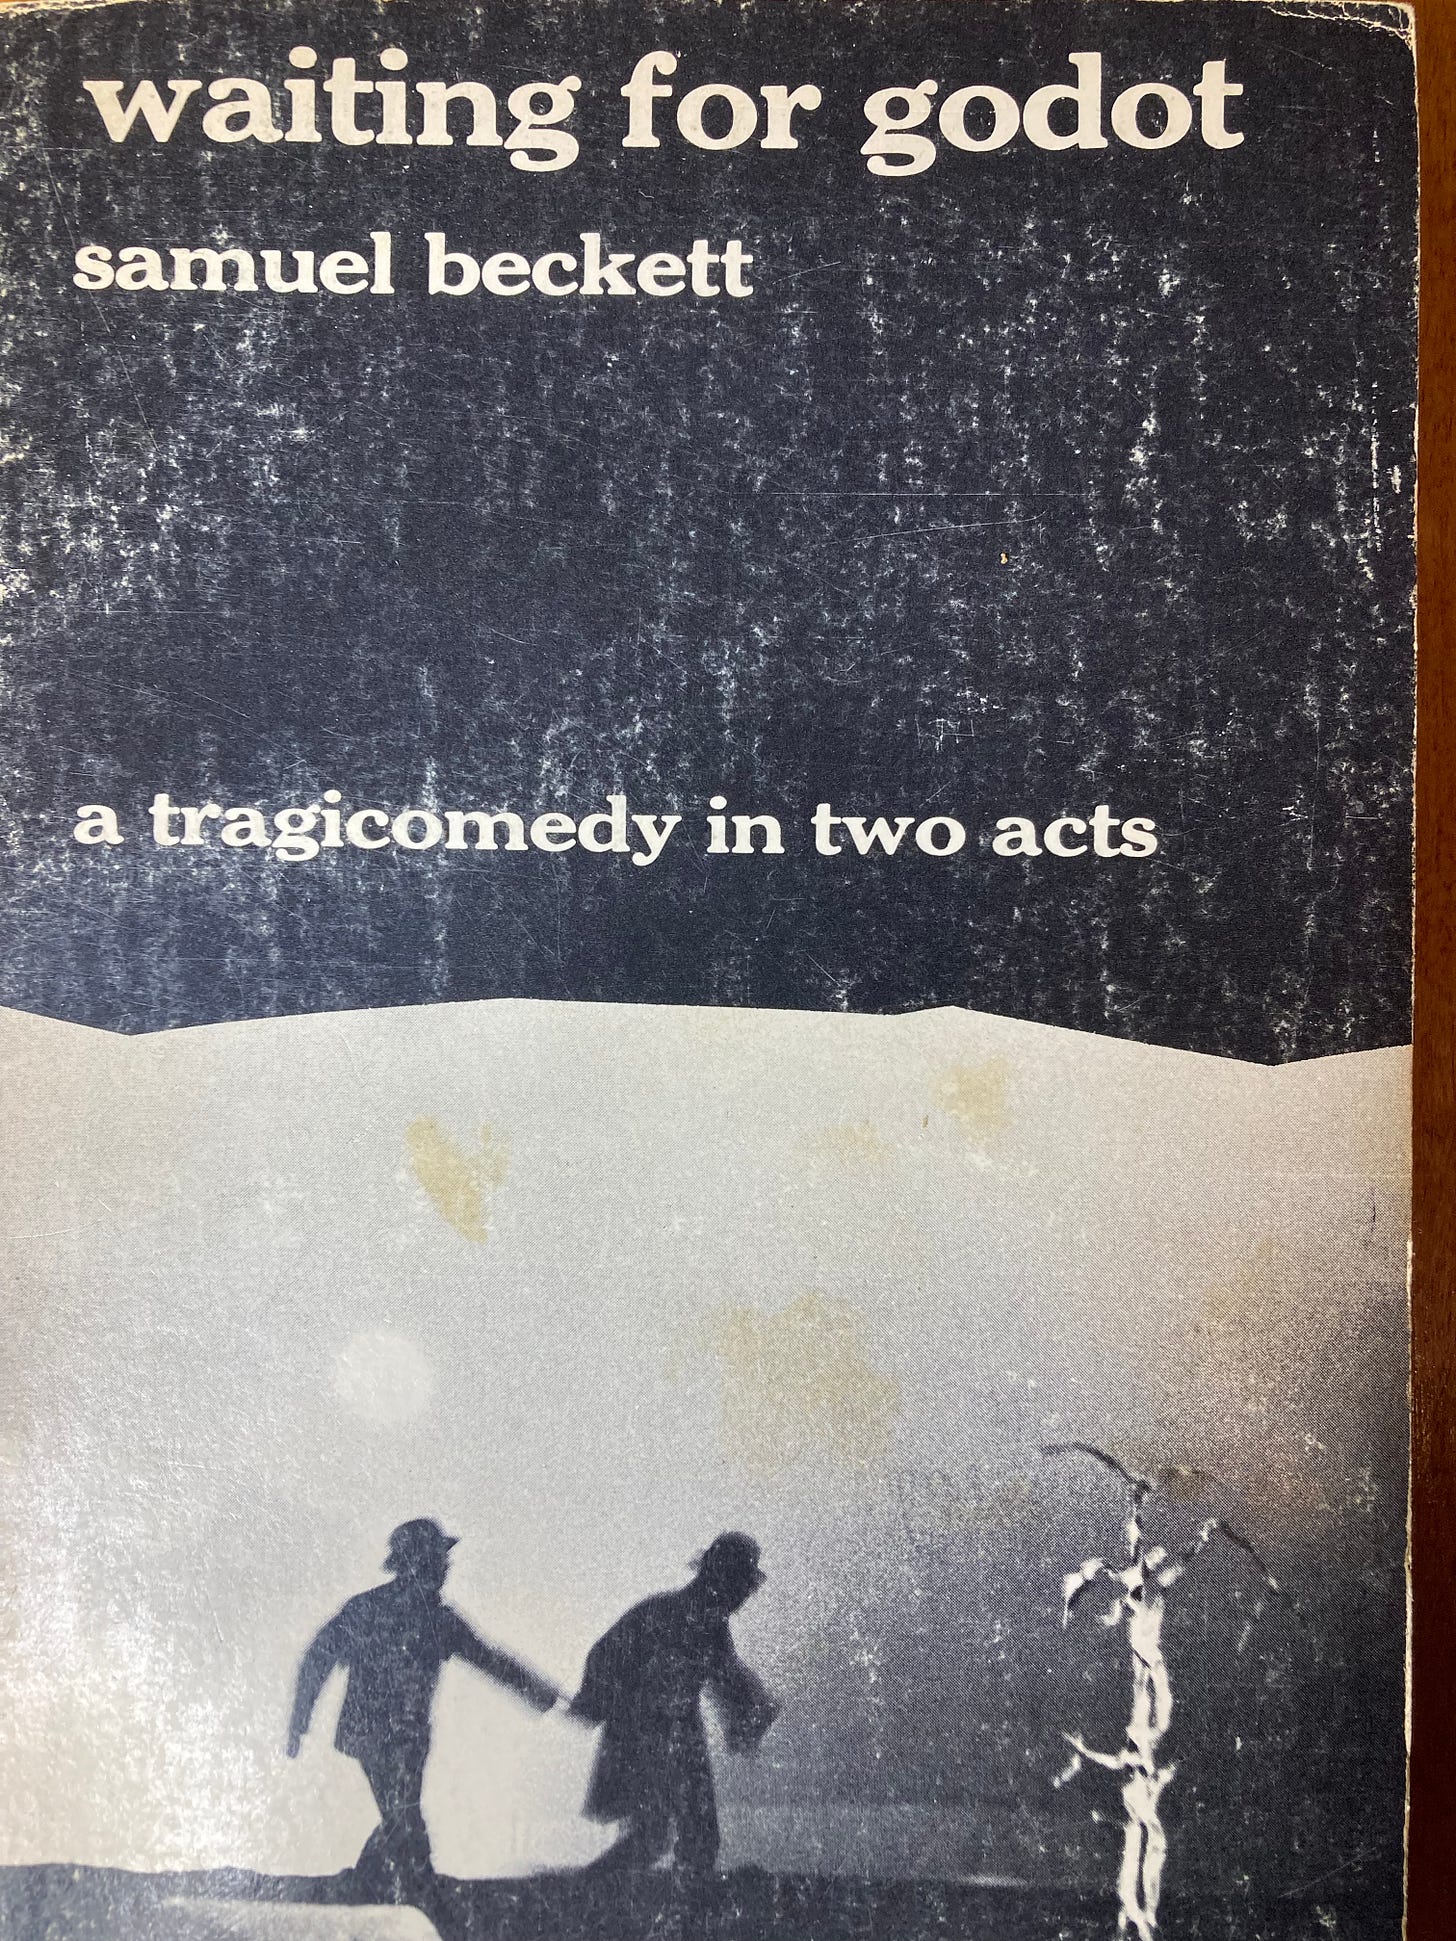 waiting for godot
samuel beckett
a tragicomedy in two acts